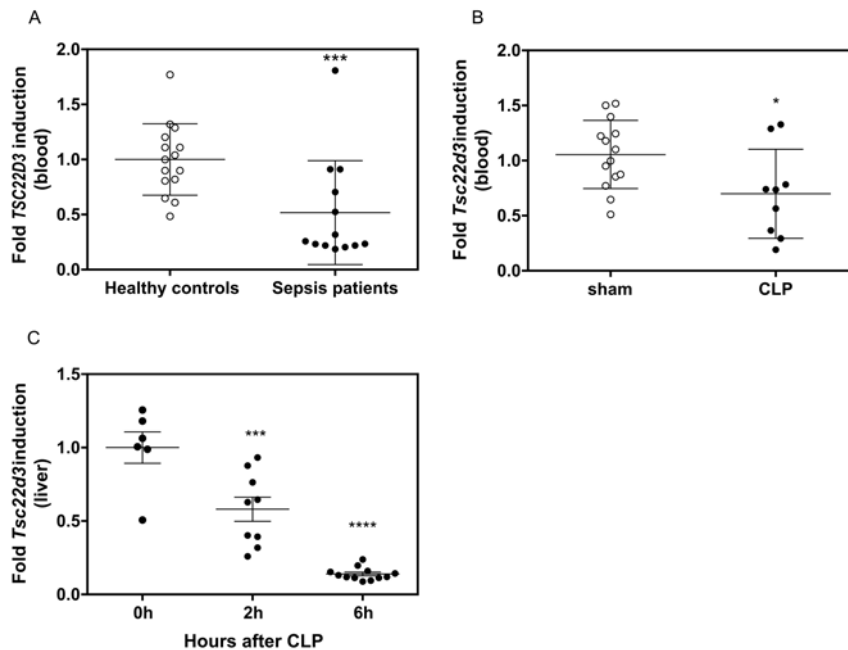 A
Fold TSC22D3 induction
(blood)
2.0
1.5
1.0
0.5
0.0
***
Healthy controls
Sepsis patients
B
Fold Tsc22d3induction
(blood)
2.0
1.5
1.0
0.5
0.0
*
sham
CLP
C
Fold Tsc22d3induction
(liver)
1.5
1.0
0.5
0.0
***
****
0h
2h
6h
Hours after CLP